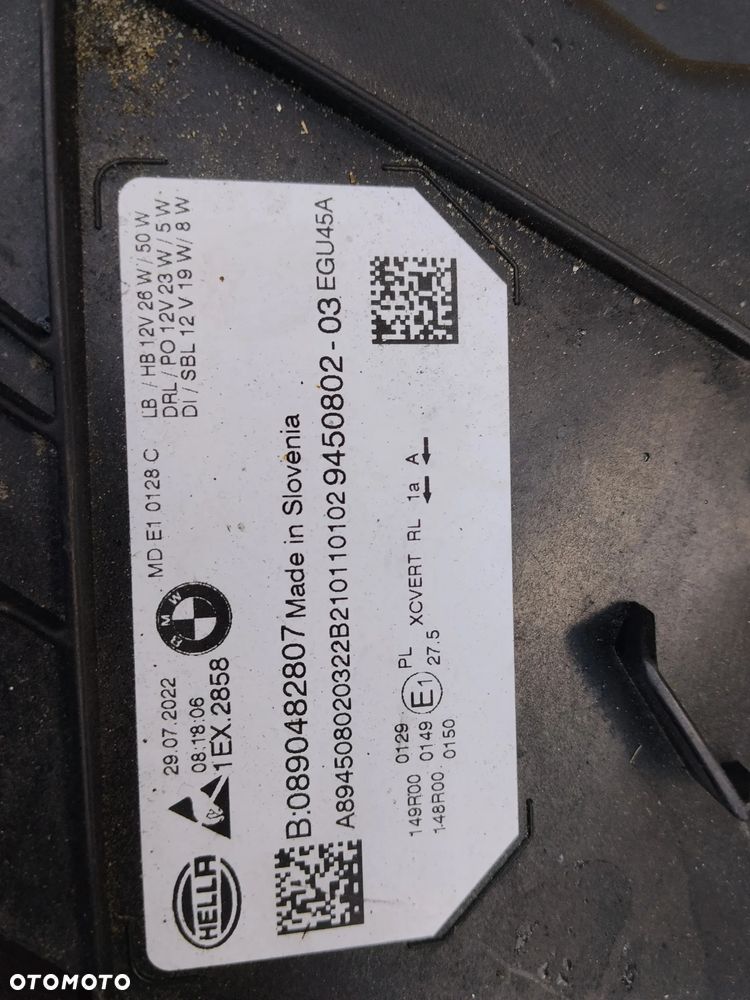 HELLA
29.07.2022
08:18:06
1EX.2858
BMW
MD E1 0128 C
LB / HB 12V 26 W / 50 W
DRL / PO 12V 23 W / 5 W
DI / SBL 12 V 19 W / 8 W
B:0890482807 Made in Slovenia
A894508020322B210110102 9450802 - 03 EGU45A
149R00 0129 PL
148R00 0149 E1 27.5 XCVERT RL 1a A
0150
OTOMOTO